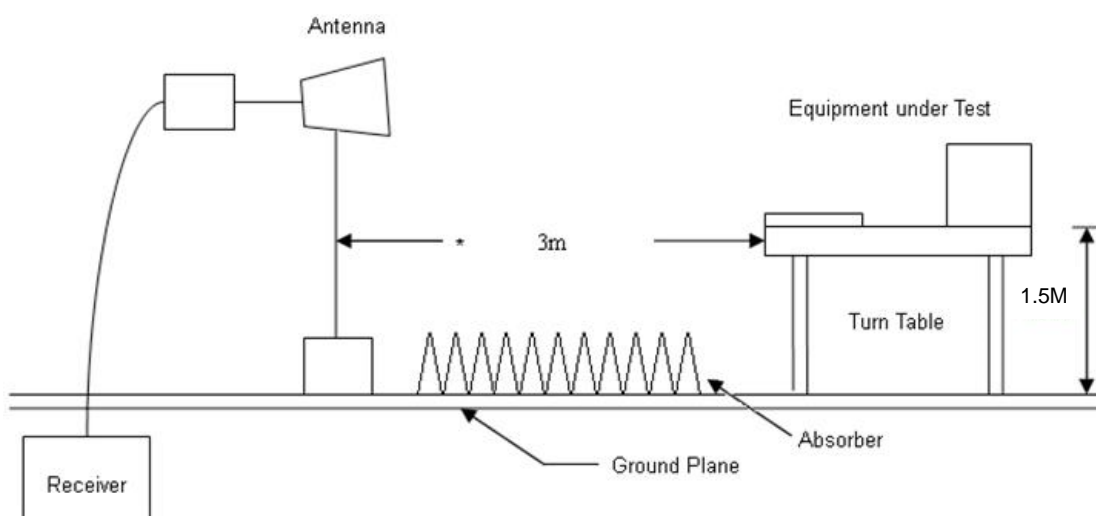 Antenna
Equipment under Test
* 3m
1.5M
Turn Table
Absorber
Ground Plane
Receiver